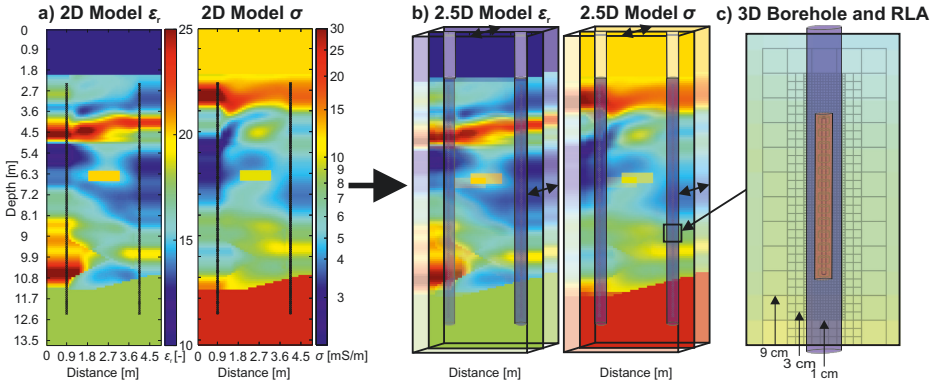 a) 2D Model εr
2D Model σ
b) 2.5D Model εr
2.5D Model σ
c) 3D Borehole and RLA
Depth [m]
0
0.9
1.8
2.7
3.6
4.5
5.4
6.3
7.2
8.1
9
9.9
10.8
11.7
12.6
13.5
0 0.9 1.8 2.7 3.6 4.5
Distance [m]
25
20
15
10
εr [-]
0 0.9 1.8 2.7 3.6 4.5
Distance [m]
30
20
15
10
9
8
7
6
5
4
3
σ [mS/m]
Distance [m]
Distance [m]
9 cm
3 cm
1 cm